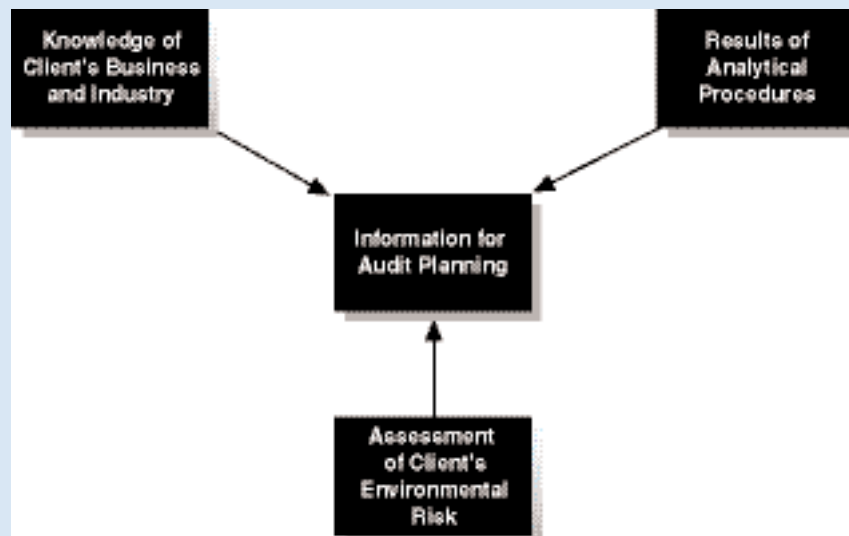 Knowledge of
Client's Business
and Industry
Results of
Analytical
Procedures
Information for
Audit Planning
Assessment
of Client's
Environmental
Risk